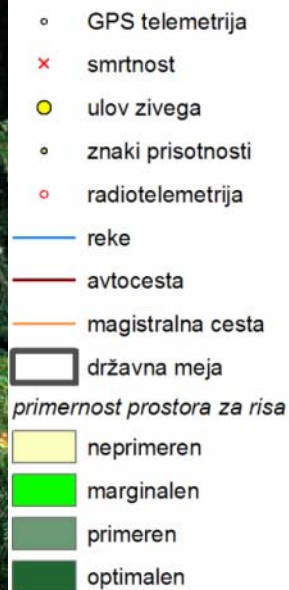 GPS telemetrija
smrtnost
ulov zivega
znaki prisotnosti
radiotelemetrija
reke
avtocesta
magistralna cesta
državna meja
primernost prostora za risa
neprimeren
marginalen
primeren
optimalen